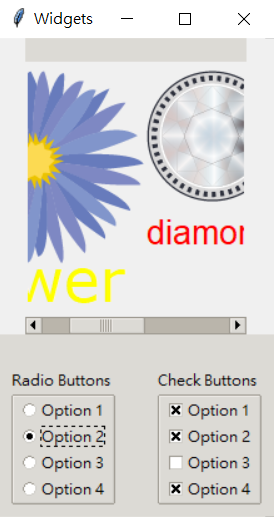 Widgets
wer
diamon
Radio Buttons
Option 1
Option 2
Option 3
Option 4
Check Buttons
Option 1
Option 2
Option 3
Option 4